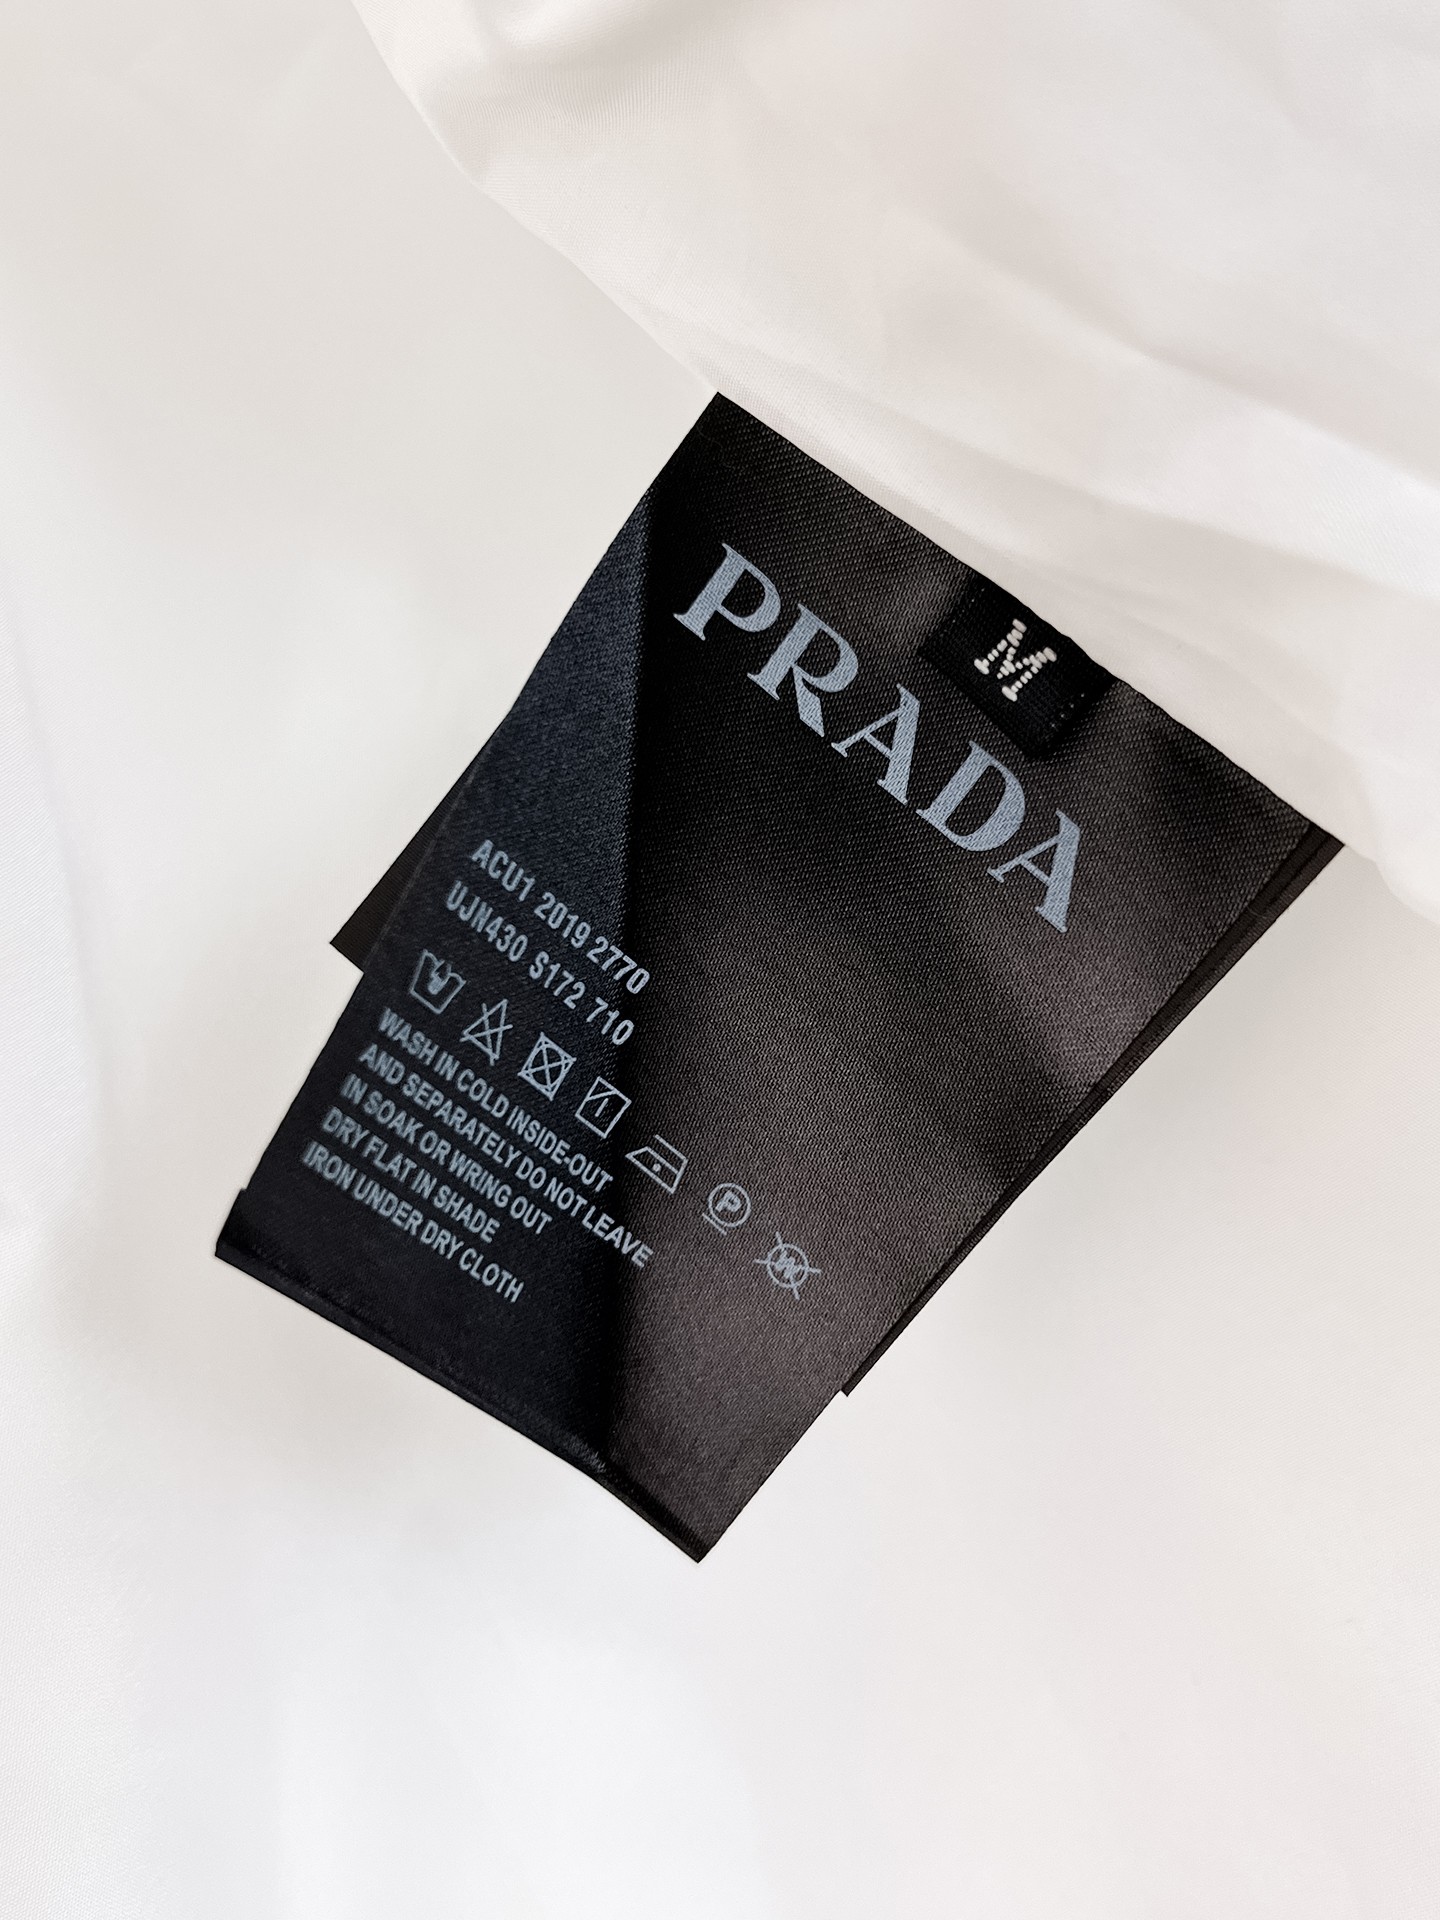 M
PRADA
ACU1 2019 2770
UJN430 S172 710
P
W
WASH IN COLD INSIDE-OUT
AND SEPARATELY DO NOT LEAVE
IN SOAK OR WRING OUT
DRY FLAT IN SHADE
IRON UNDER DRY CLOTH